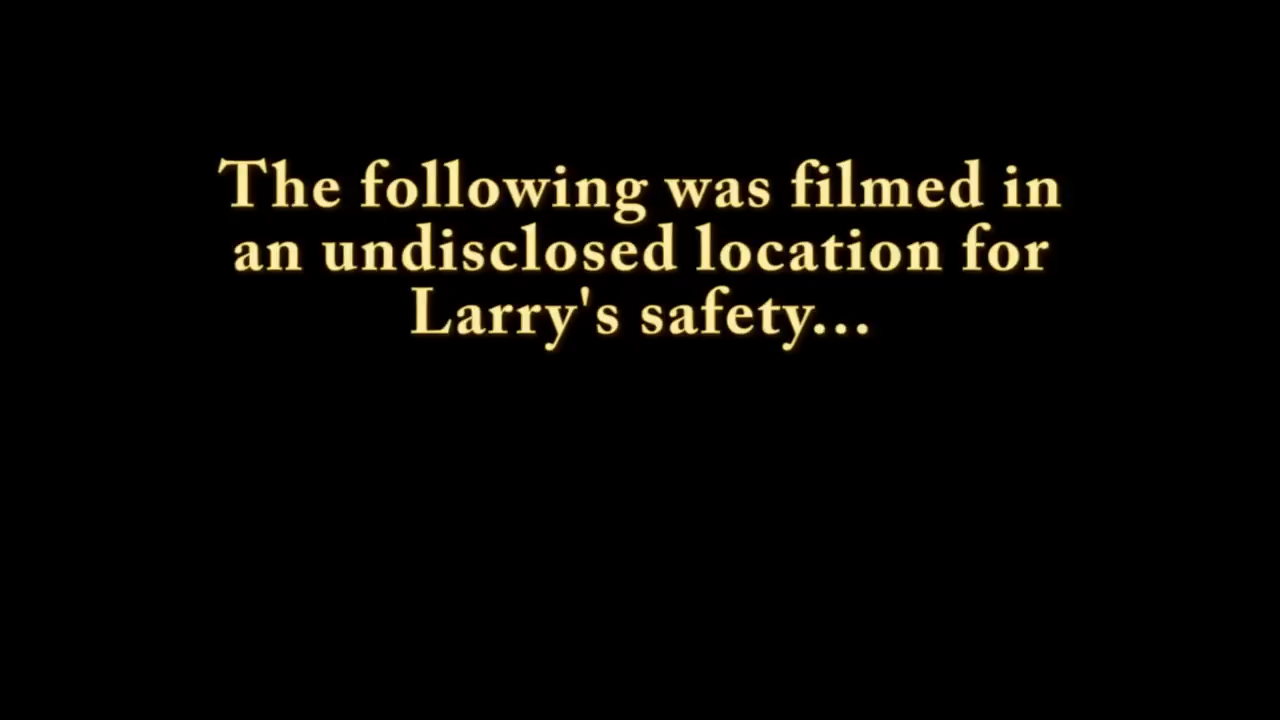 The following was filmed in
an undisclosed location for
Larry's safety...